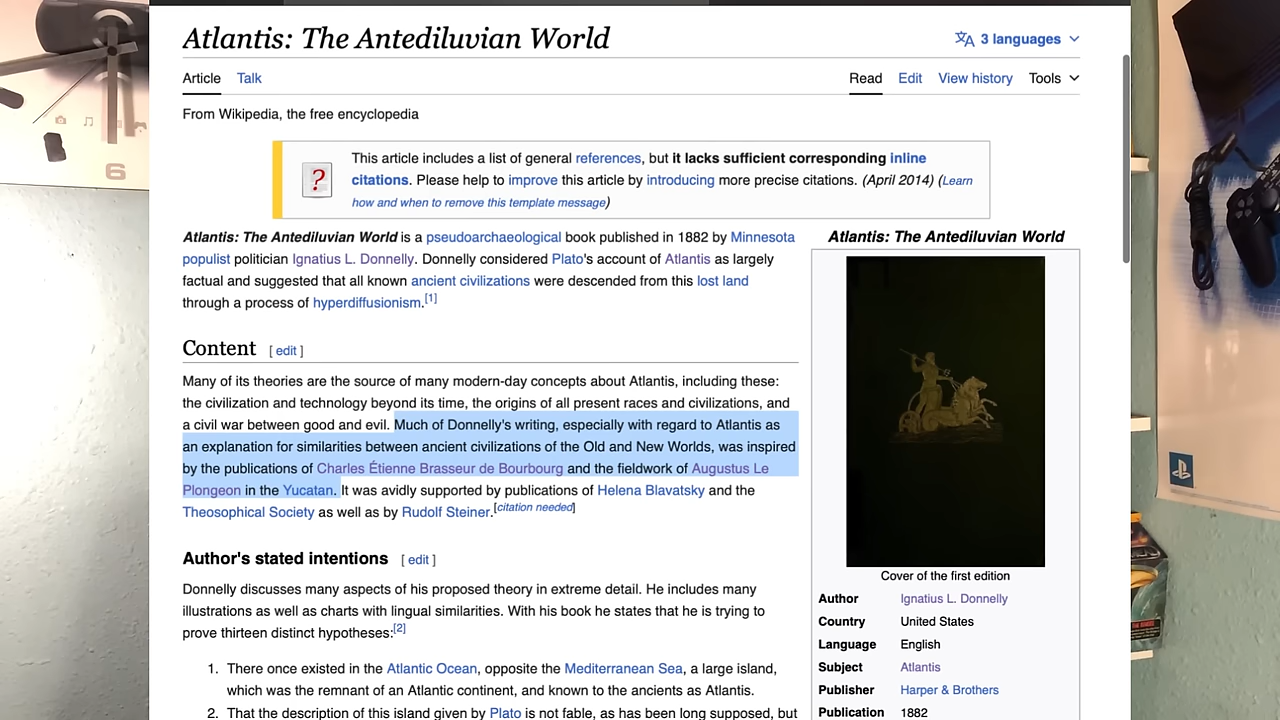 Atlantis: The Antediluvian World
3 languages
Article Talk
Read Edit View history Tools
From Wikipedia, the free encyclopedia
This article includes a list of general references, but it lacks sufficient corresponding inline
citations. Please help to improve this article by introducing more precise citations. (April 2014) (Learn
how and when to remove this template message)
Atlantis: The Antediluvian World is a pseudoarchaeological book published in 1882 by Minnesota
populist politician Ignatius L. Donnelly. Donnelly considered Plato's account of Atlantis as largely
factual and suggested that all known ancient civilizations were descended from this lost land
through a process of hyperdiffusionism.[1]
Content [ edit ]
Many of its theories are the source of many modern-day concepts about Atlantis, including these:
the civilization and technology beyond its time, the origins of all present races and civilizations, and
a civil war between good and evil. Much of Donnelly's writing, especially with regard to Atlantis as
an explanation for similarities between ancient civilizations of the Old and New Worlds, was inspired
by the publications of Charles Étienne Brasseur de Bourbourg and the fieldwork of Augustus Le
Plongeon in the Yucatan. It was avidly supported by publications of Helena Blavatsky and the
Theosophical Society as well as by Rudolf Steiner.[citation needed]
Author's stated intentions [ edit ]
Donnelly discusses many aspects of his proposed theory in extreme detail. He includes many
illustrations as well as charts with lingual similarities. With his book he states that he is trying to
prove thirteen distinct hypotheses:[2]
1. There once existed in the Atlantic Ocean, opposite the Mediterranean Sea, a large island,
which was the remnant of an Atlantic continent, and known to the ancients as Atlantis.
2. That the description of this island given by Plato is not fable, as has been long supposed, but
Atlantis: The Antediluvian World
Cover of the first edition
Author Ignatius L. Donnelly
Country United States
Language English
Subject Atlantis
Publisher Harper & Brothers
Publication 1882
6